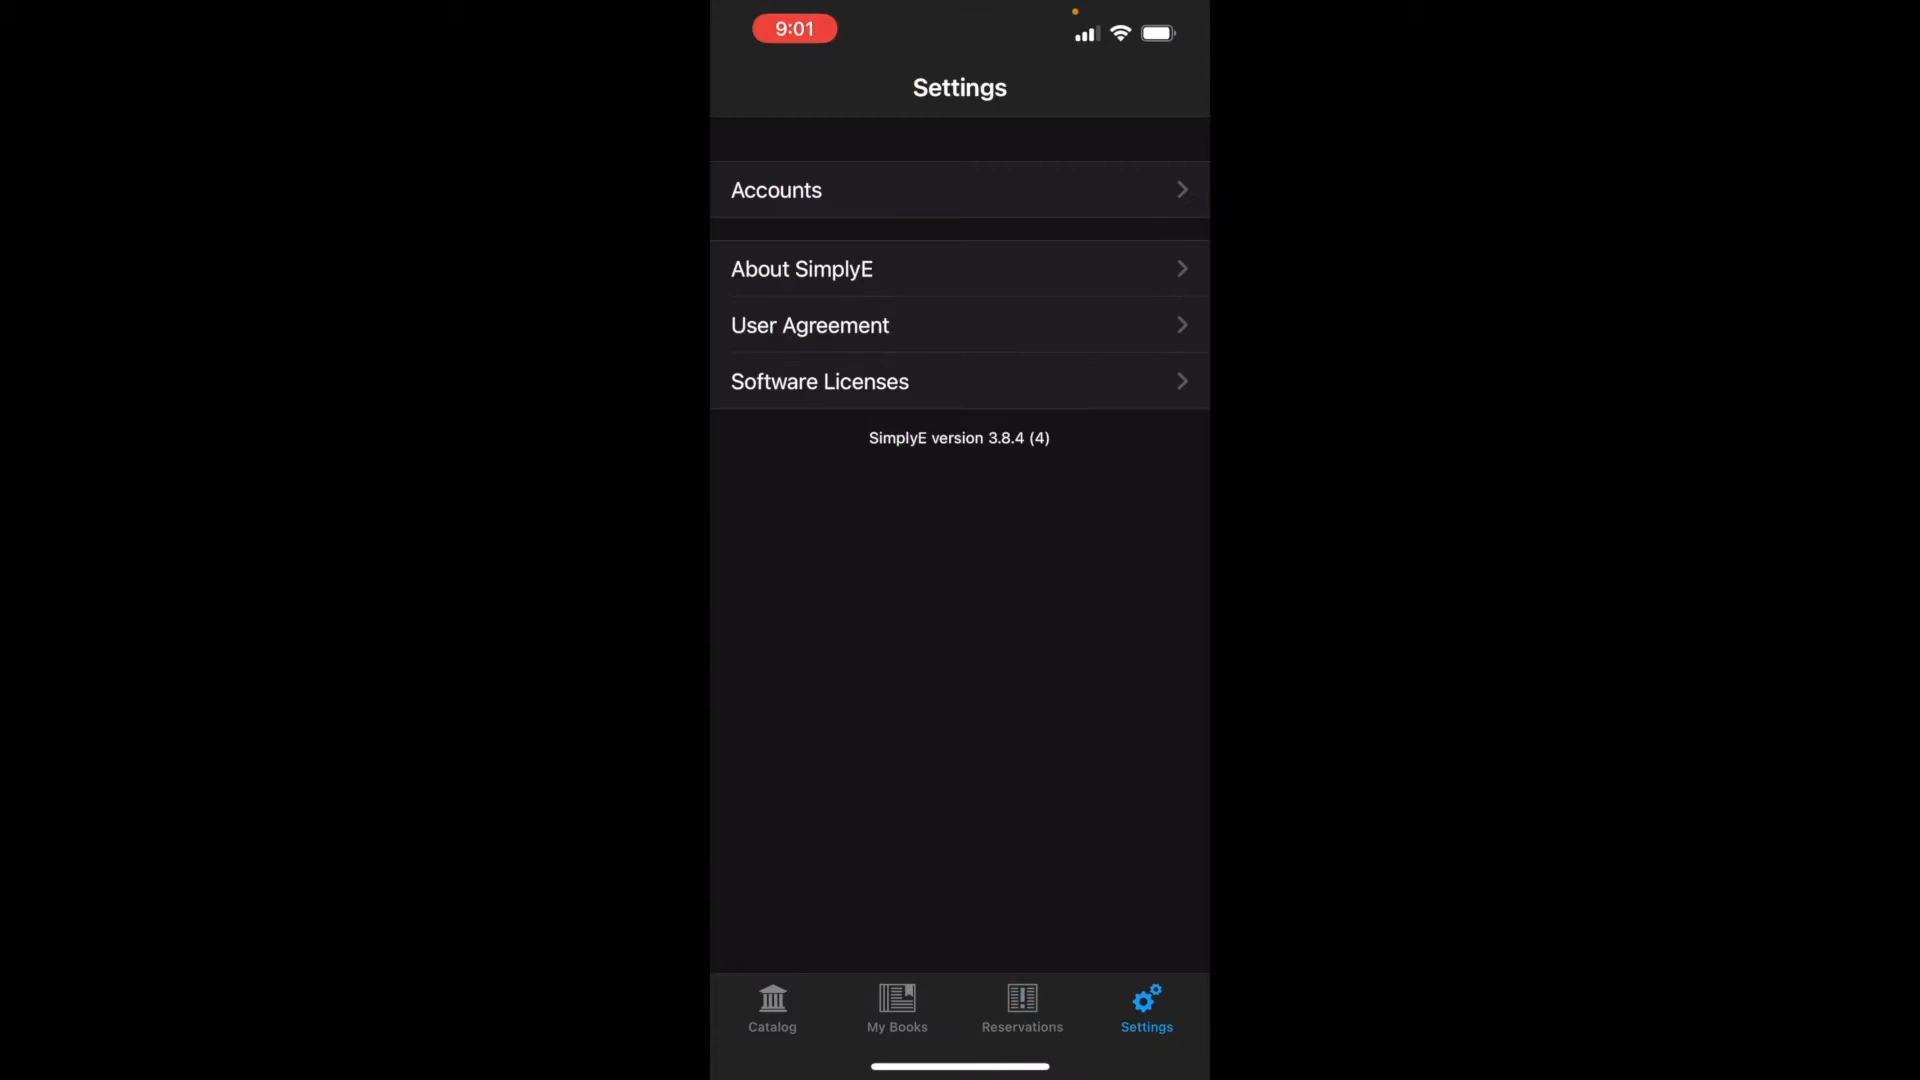 9:01
Settings
Accounts
About SimplyE
User Agreement
Software Licenses
SimplyE version 3.8.4 (4)
Catalog
My Books
Reservations
Settings